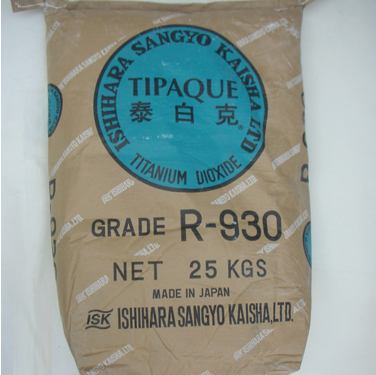 ISHIHARA SANGYO KAISHA LTD
TIPAQUE
泰白克®
TITANIUM DIOXIDE
GRADE R-930
NET 25 KGS
MADE IN JAPAN
ISK ISHIHARA SANGYO KAISHA,LTD.